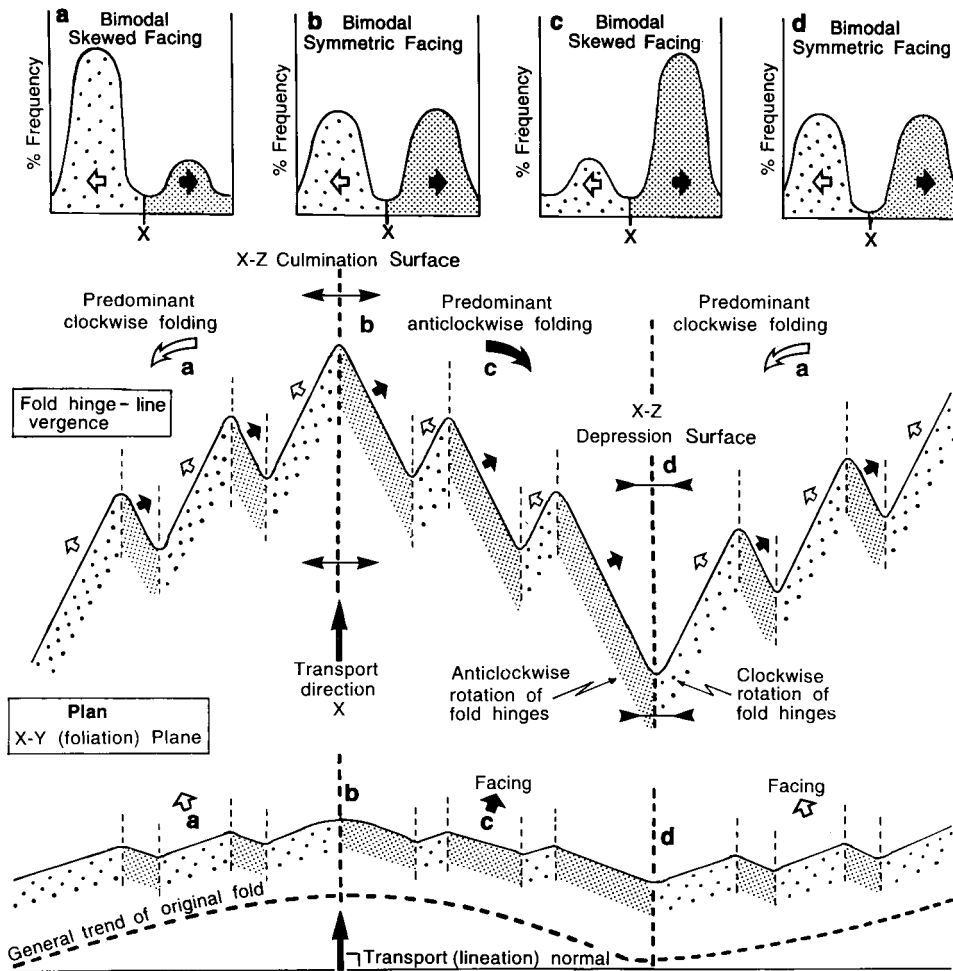 a
Bimodal
Skewed Facing
% Frequency
X
b
Bimodal
Symmetric Facing
% Frequency
X
c
Bimodal
Skewed Facing
% Frequency
X
d
Bimodal
Symmetric Facing
% Frequency
X
X-Z Culmination Surface
Predominant
clockwise folding
a
b
Predominant
anticlockwise folding
c
Predominant
clockwise folding
a
Fold hinge-line
vergence
X-Z
Depression Surface
d
Transport
direction
X
Anticlockwise
rotation of
fold hinges
Clockwise
rotation of
fold hinges
Plan
X-Y (foliation) Plane
a
b
Facing
c
d
Facing
General trend of original fold
Transport (lineation) normal